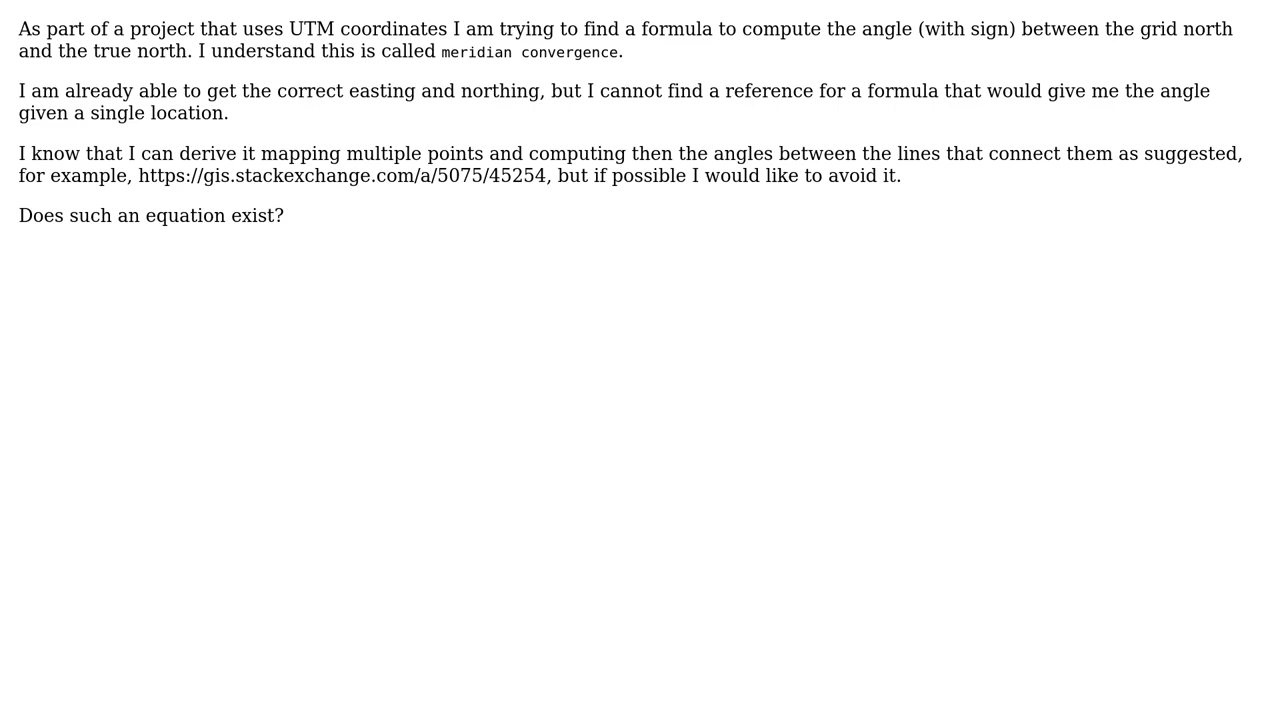 As part of a project that uses UTM coordinates I am trying to find a formula to compute the angle (with sign) between the grid north
and the true north. I understand this is called meridian convergence.
I am already able to get the correct easting and northing, but I cannot find a reference for a formula that would give me the angle
given a single location.
I know that I can derive it mapping multiple points and computing then the angles between the lines that connect them as suggested,
for example, https://gis.stackexchange.com/a/5075/45254, but if possible I would like to avoid it.
Does such an equation exist?